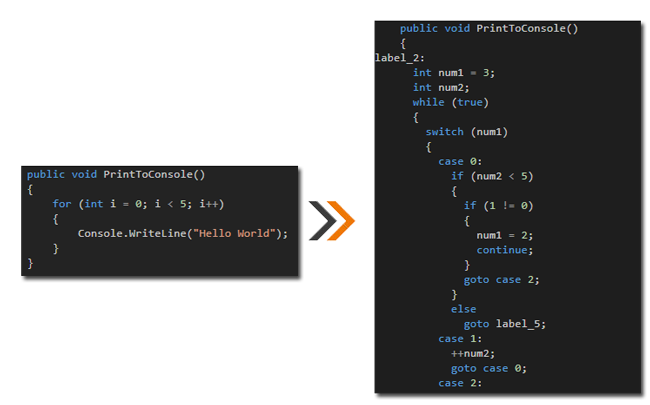 public void PrintToConsole()
{
    for (int i = 0; i < 5; i++)
    {
        Console.WriteLine("Hello World");
    }
}
    public void PrintToConsole()
    {
label_2:
      int num1 = 3;
      int num2;
      while (true)
      {
        switch (num1)
        {
          case 0:
            if (num2 < 5)
            {
              if (1 != 0)
              {
                num1 = 2;
                continue;
              }
              goto case 2;
            }
            else
              goto label_5;
          case 1:
            ++num2;
            goto case 0;
          case 2: